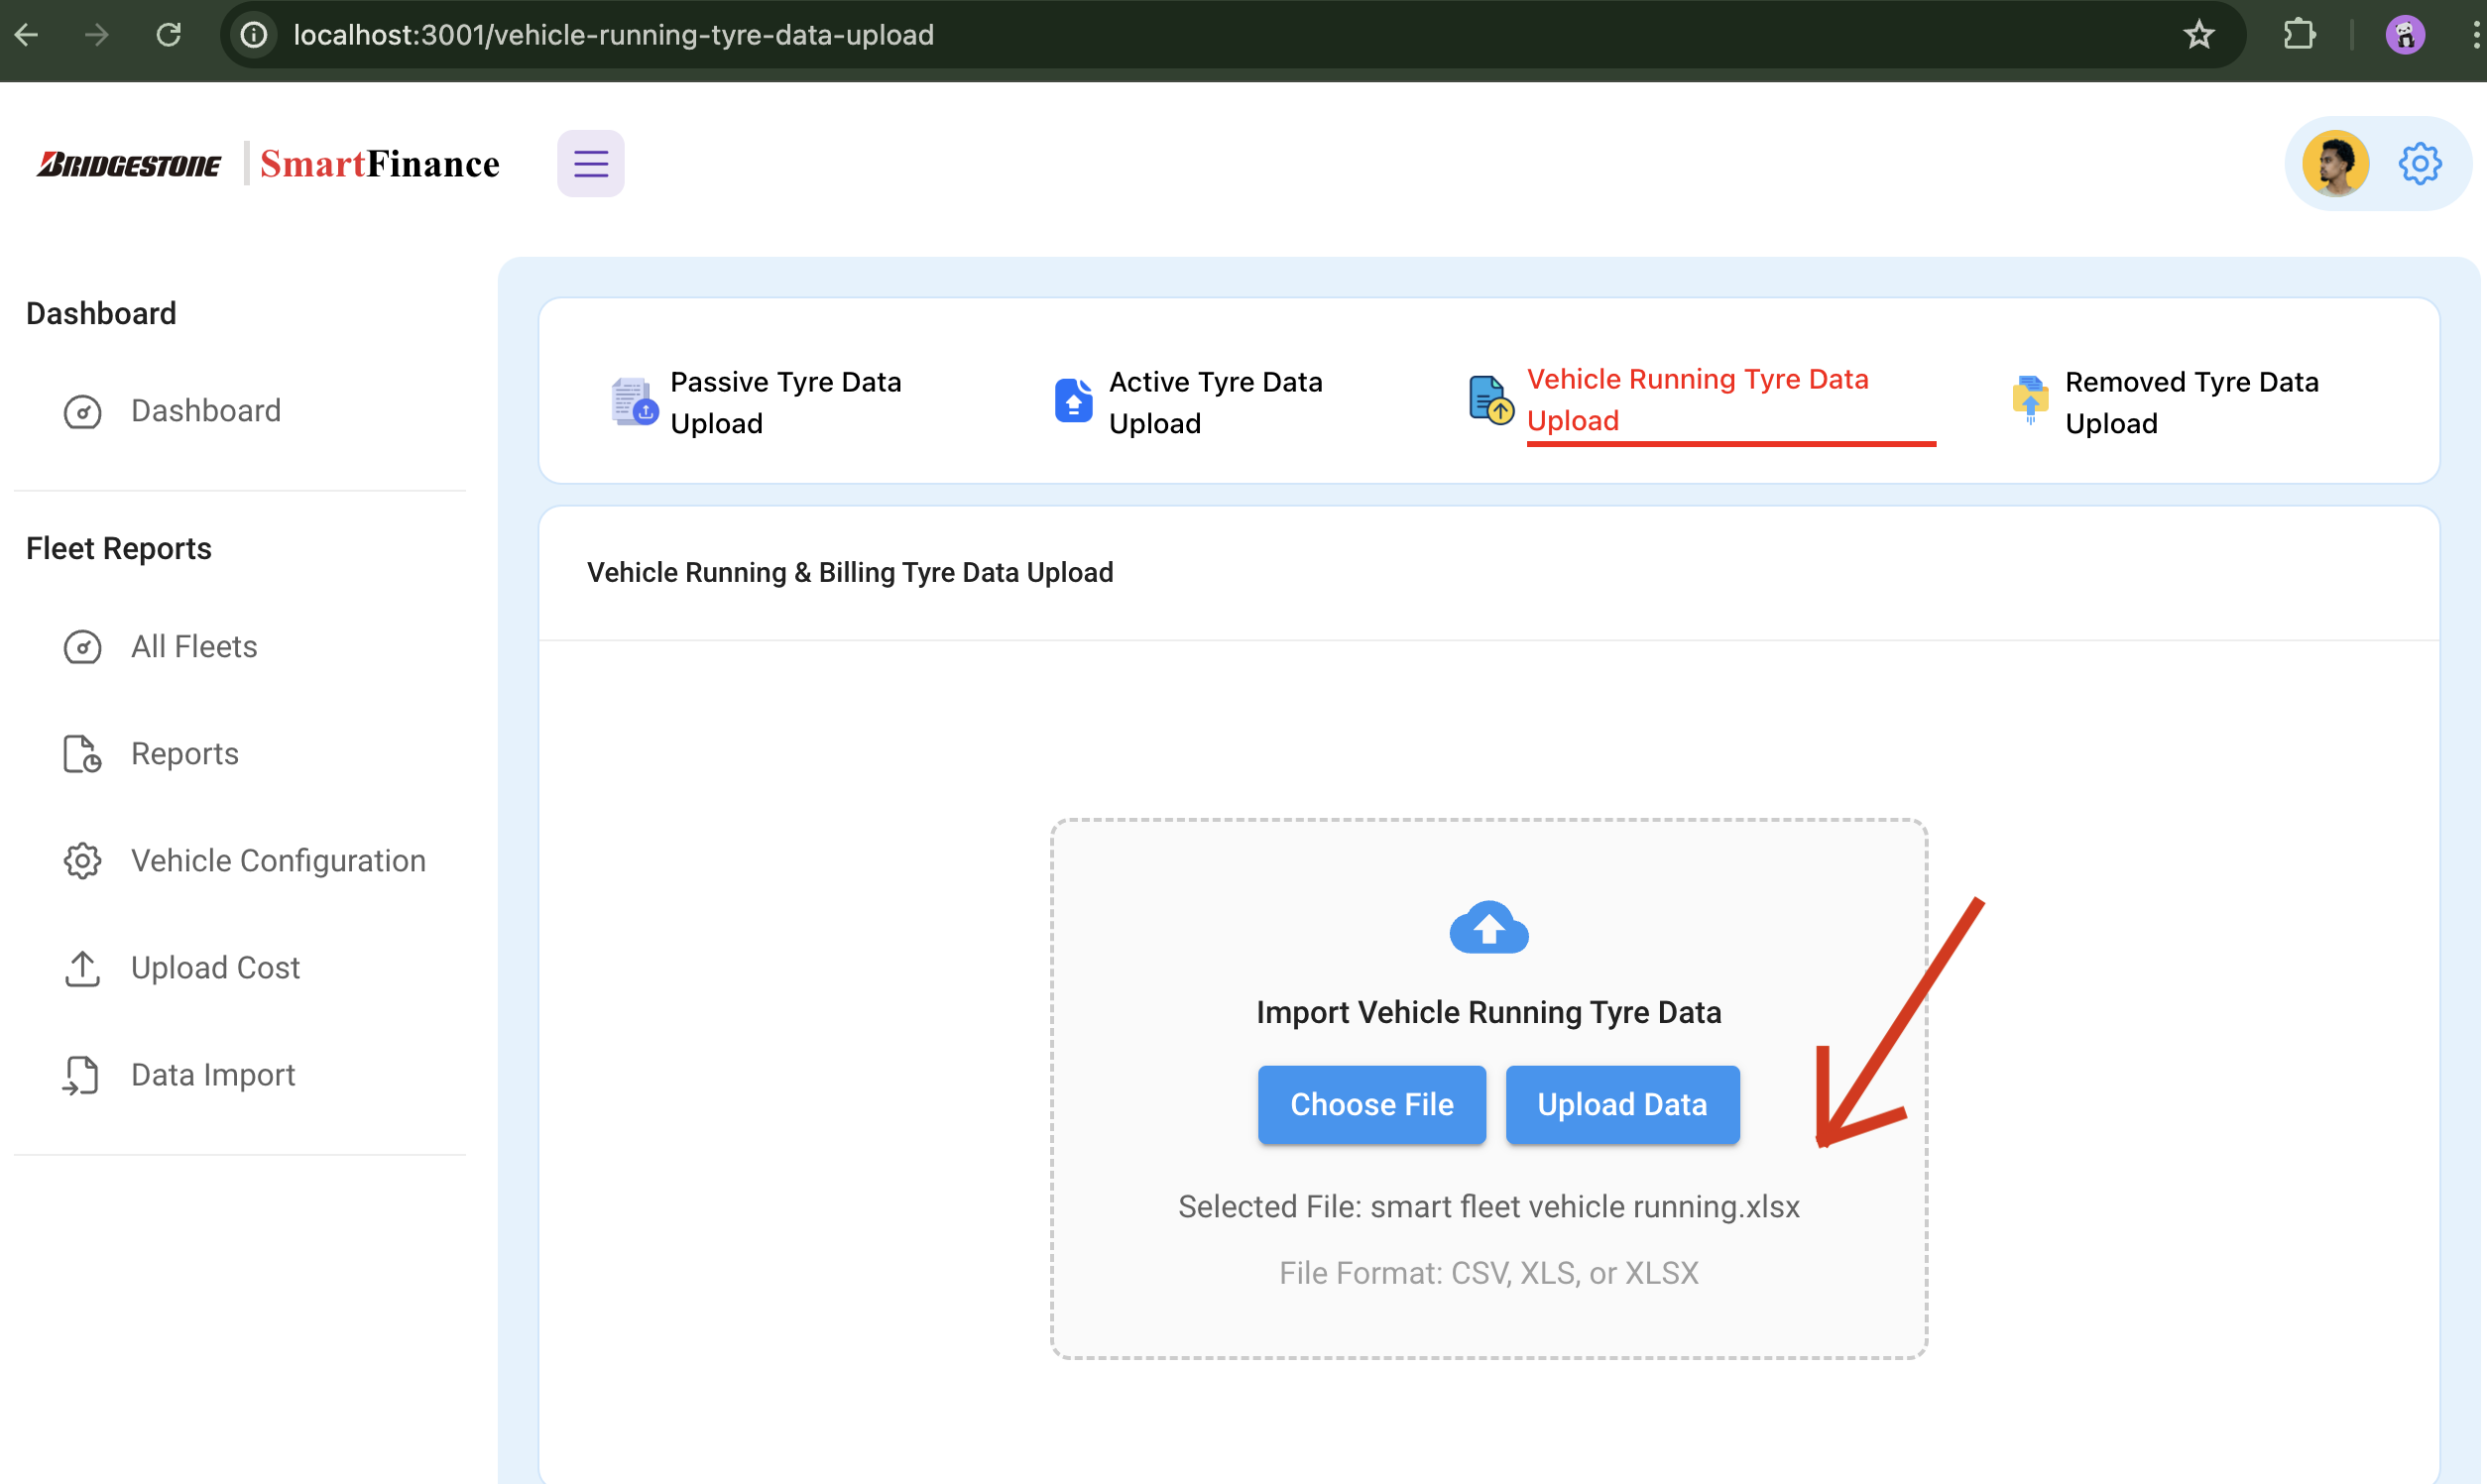 localhost:3001/vehicle-running-tyre-data-upload
BRIDGESTONE SmartFinance
Dashboard
Dashboard
Fleet Reports
All Fleets
Reports
Vehicle Configuration
Upload Cost
Data Import
Passive Tyre Data
Upload
Active Tyre Data
Upload
Vehicle Running Tyre Data
Upload
Removed Tyre Data
Upload
Vehicle Running & Billing Tyre Data Upload
Import Vehicle Running Tyre Data
Choose File
Upload Data
Selected File: smart fleet vehicle running.xlsx
File Format: CSV, XLS, or XLSX